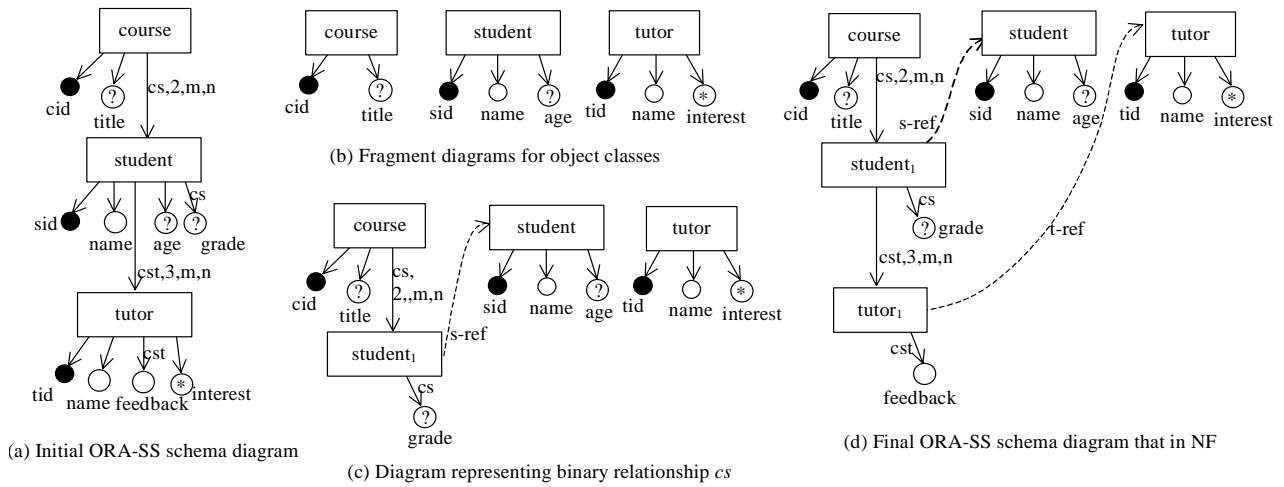 course
cs,2,m,n
cid
?
title
student
cs
sid
name
?
age
?
grade
cst,3,m,n
tutor
cst
tid
name
feedback
*
interest
(a) Initial ORA-SS schema diagram
course
cid
?
title
student
sid
name
?
age
tutor
tid
name
*
interest
(b) Fragment diagrams for object classes
course
cs,
2,,m,n
cid
?
title
s-ref
student₁
cs
?
grade
student
sid
name
?
age
tutor
tid
name
*
interest
(c) Diagram representing binary relationship cs
course
cs,2,m,n
cid
?
title
s-ref
student₁
cs
?
grade
cst,3,m,n
t-ref
tutor₁
cst
feedback
student
sid
name
?
age
tutor
tid
name
*
interest
(d) Final ORA-SS schema diagram that in NF